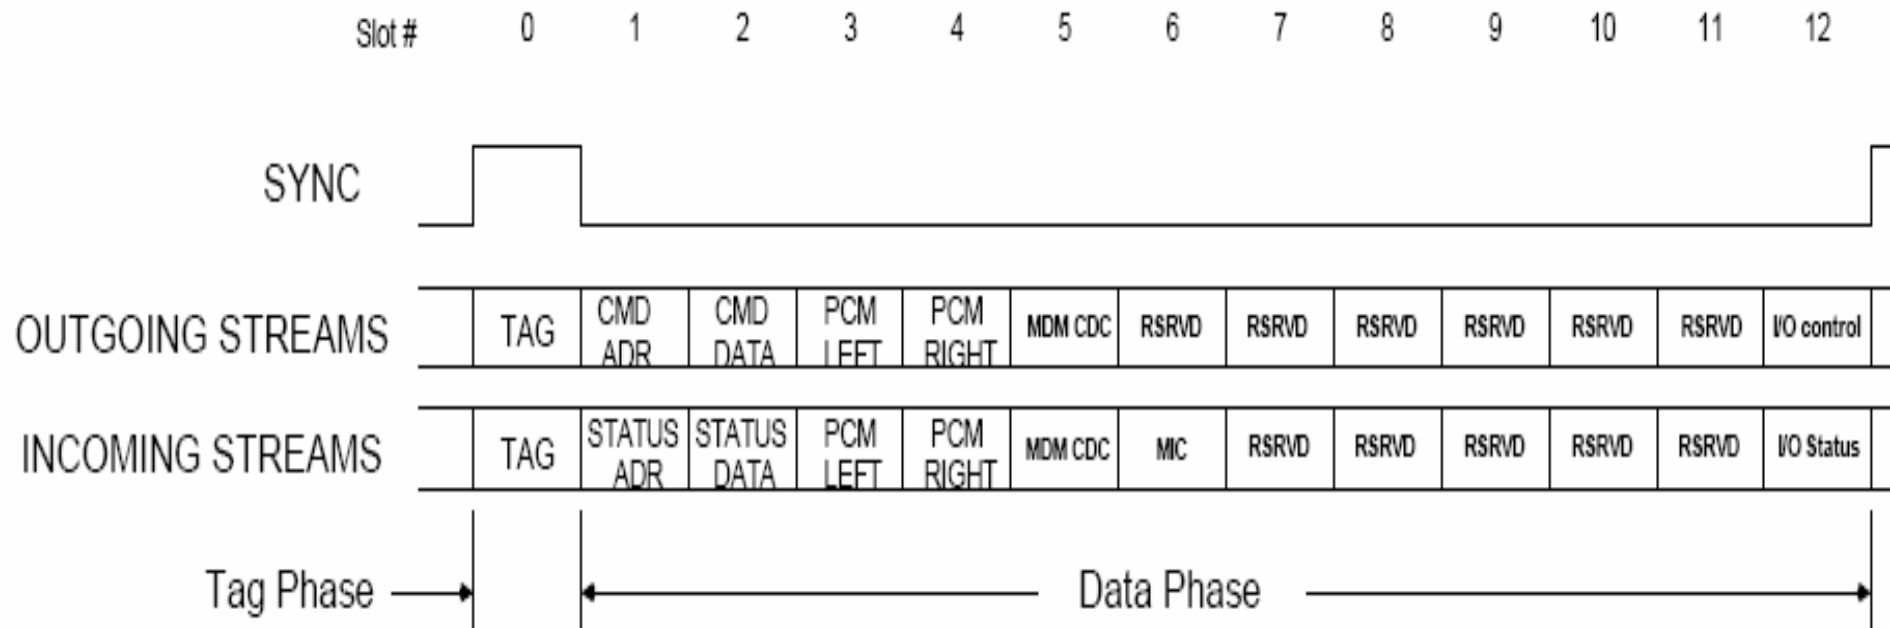 Slot # 0 1 2 3 4 5 6 7 8 9 10 11 12
SYNC
OUTGOING STREAMS TAG CMD ADR CMD DATA PCM LEFT PCM RIGHT MDM CDC RSRVD RSRVD RSRVD RSRVD RSRVD RSRVD I/O control
INCOMING STREAMS TAG STATUS ADR STATUS DATA PCM LEFT PCM RIGHT MDM CDC MIC RSRVD RSRVD RSRVD RSRVD RSRVD I/O Status
Tag Phase Data Phase